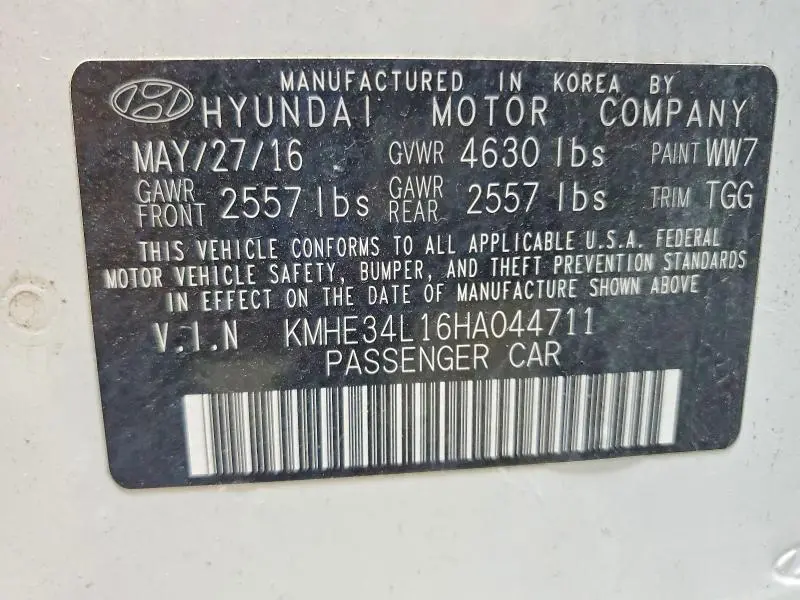 MANUFACTURED IN KOREA BY
HYUNDAI MOTOR COMPANY
MAY/27/16 GVWR 4630 lbs PAINT WW7
GAWR FRONT 2557 lbs GAWR REAR 2557 lbs TRIM TGG
THIS VEHICLE CONFORMS TO ALL APPLICABLE U.S.A. FEDERAL
MOTOR VEHICLE SAFETY, BUMPER, AND THEFT PREVENTION STANDARDS
IN EFFECT ON THE DATE OF MANUFACTURE SHOWN ABOVE
V.I.N KMHE34L16HA044711
PASSENGER CAR